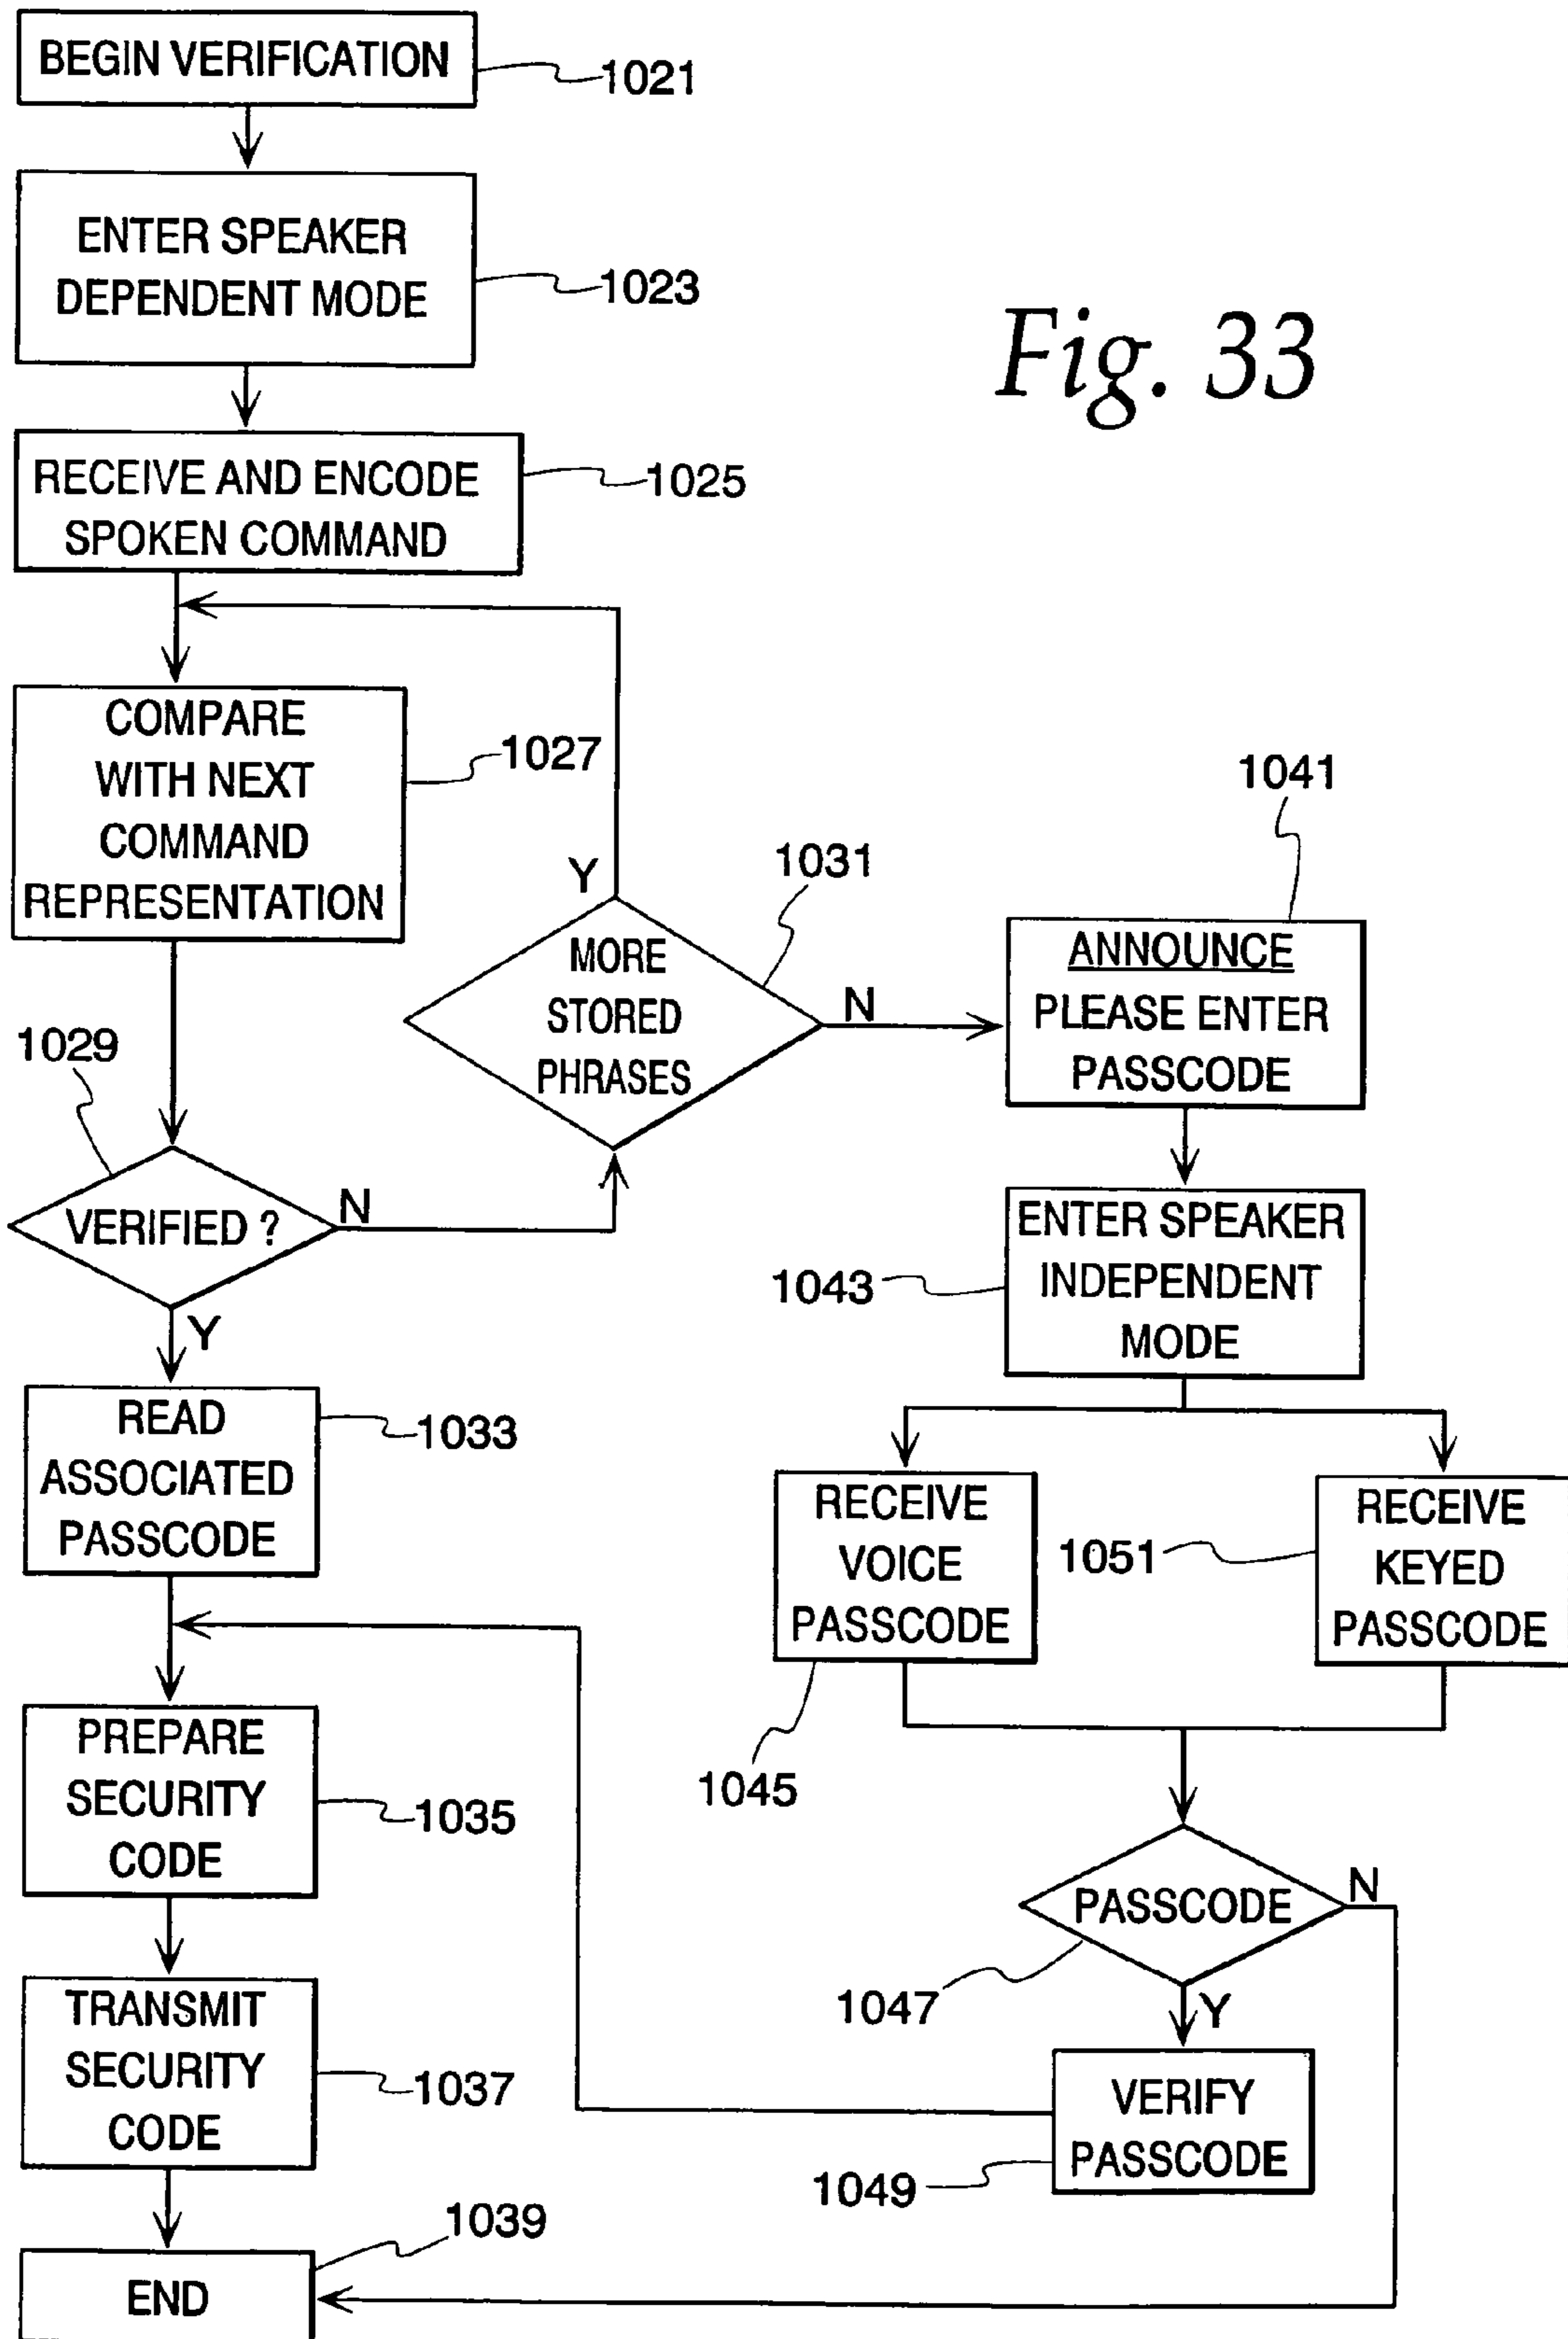 BEGIN VERIFICATION
1021
ENTER SPEAKER
DEPENDENT MODE
1023
Fig. 33
RECEIVE AND ENCODE
SPOKEN COMMAND
1025
COMPARE
WITH NEXT
COMMAND
REPRESENTATION
1027
1029
VERIFIED ?
N
Y
MORE
STORED
PHRASES
1031
Y
N
1041
ANNOUNCE
PLEASE ENTER
PASSCODE
ENTER SPEAKER
INDEPENDENT
MODE
1043
READ
ASSOCIATED
PASSCODE
1033
RECEIVE
VOICE
PASSCODE
1045
1051
RECEIVE
KEYED
PASSCODE
PREPARE
SECURITY
CODE
1035
PASSCODE
N
1047
Y
TRANSMIT
SECURITY
CODE
1037
VERIFY
PASSCODE
1049
1039
END